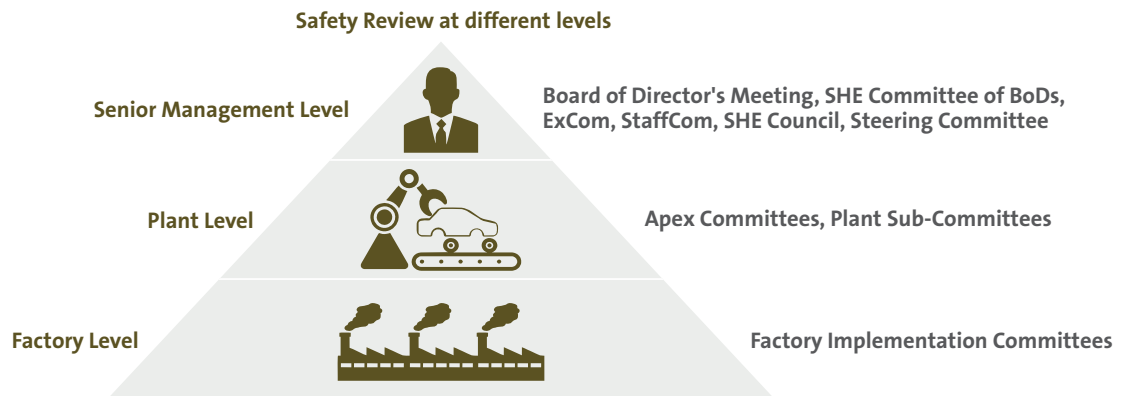 Safety Review at different levels
Senior Management Level
Board of Director's Meeting, SHE Committee of BoDs,
ExCom, StaffCom, SHE Council, Steering Committee
Plant Level
Apex Committees, Plant Sub-Committees
Factory Level
Factory Implementation Committees